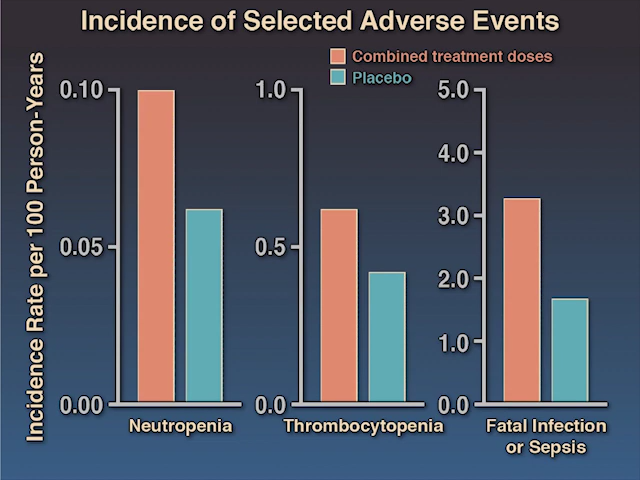 Incidence of Selected Adverse Events
Combined treatment doses
Placebo
Incidence Rate per 100 Person-Years
0.10
0.05
0.00
Neutropenia
1.0
0.5
0.0
Thrombocytopenia
5.0
4.0
3.0
2.0
1.0
0.0
Fatal Infection
or Sepsis